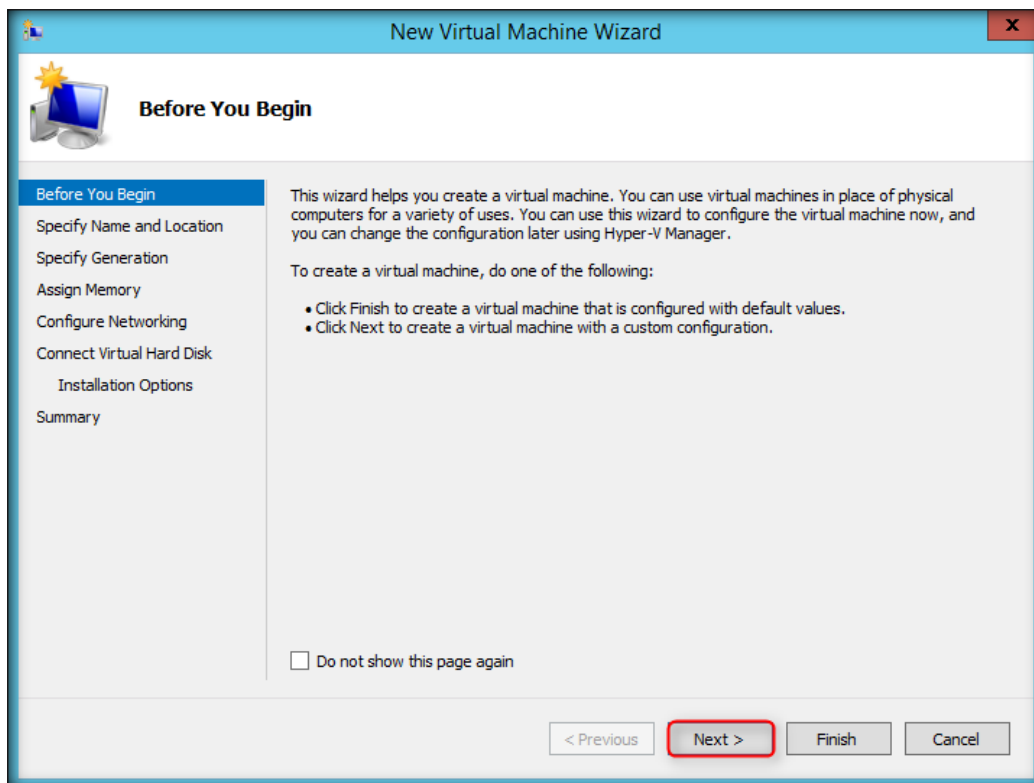 New Virtual Machine Wizard
x
Before You Begin
Before You Begin
Specify Name and Location
Specify Generation
Assign Memory
Configure Networking
Connect Virtual Hard Disk
Installation Options
Summary
This wizard helps you create a virtual machine. You can use virtual machines in place of physical
computers for a variety of uses. You can use this wizard to configure the virtual machine now, and
you can change the configuration later using Hyper-V Manager.
To create a virtual machine, do one of the following:
• Click Finish to create a virtual machine that is configured with default values.
• Click Next to create a virtual machine with a custom configuration.
Do not show this page again
< Previous
Next >
Finish
Cancel